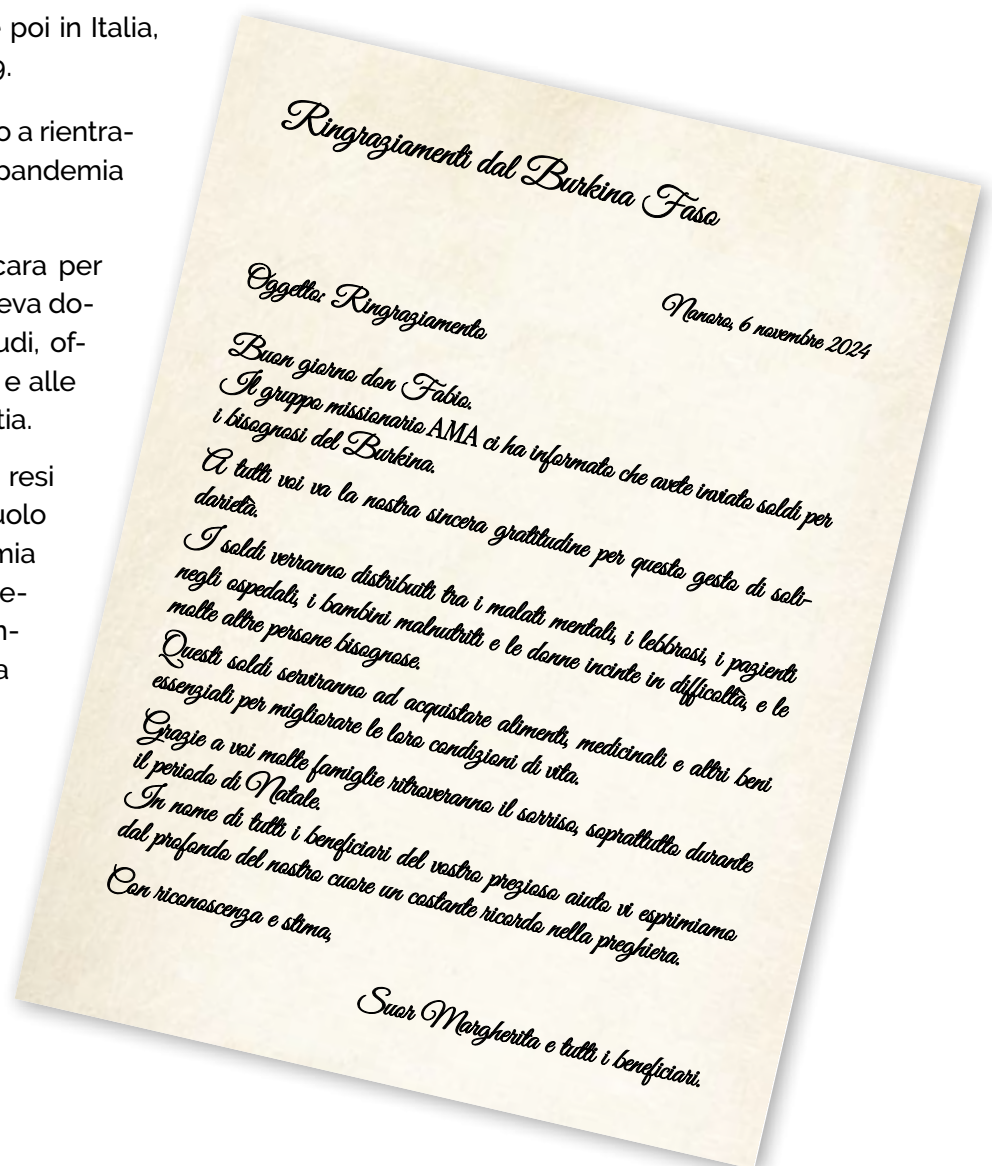 poi in Italia,
9.
o a rientra-
pandemia
cara per
eva do-
udi, of-
e alle
tia.
resi
uolo
mia
e-
n-
a
Ringraziamenti dal Burkina Faso
Oggetto: Ringraziamento
Nanoro, 6 novembre 2024
Buon giorno don Fabio.
Il gruppo missionario AMA ci ha informato che avete inviato soldi per
i bisognosi del Burkina.
A tutti voi va la nostra sincera gratitudine per questo gesto di soli-
darietà.
I soldi verranno distribuiti tra i malati mentali, i lebbrosi, i pazienti
negli ospedali, i bambini malnutriti e le donne incinte in difficoltà, e le
molte altre persone bisognose.
Questi soldi serviranno ad acquistare alimenti, medicinali e altri beni
essenziali per migliorare le loro condizioni di vita.
Grazie a voi molte famiglie ritroveranno il sorriso, soprattutto durante
il periodo di Natale.
In nome di tutti i beneficiari del vostro prezioso aiuto vi esprimiamo
dal profondo del nostro cuore un costante ricordo nella preghiera.
Con riconoscenza e stima,
Suor Margherita e tutti i beneficiari.